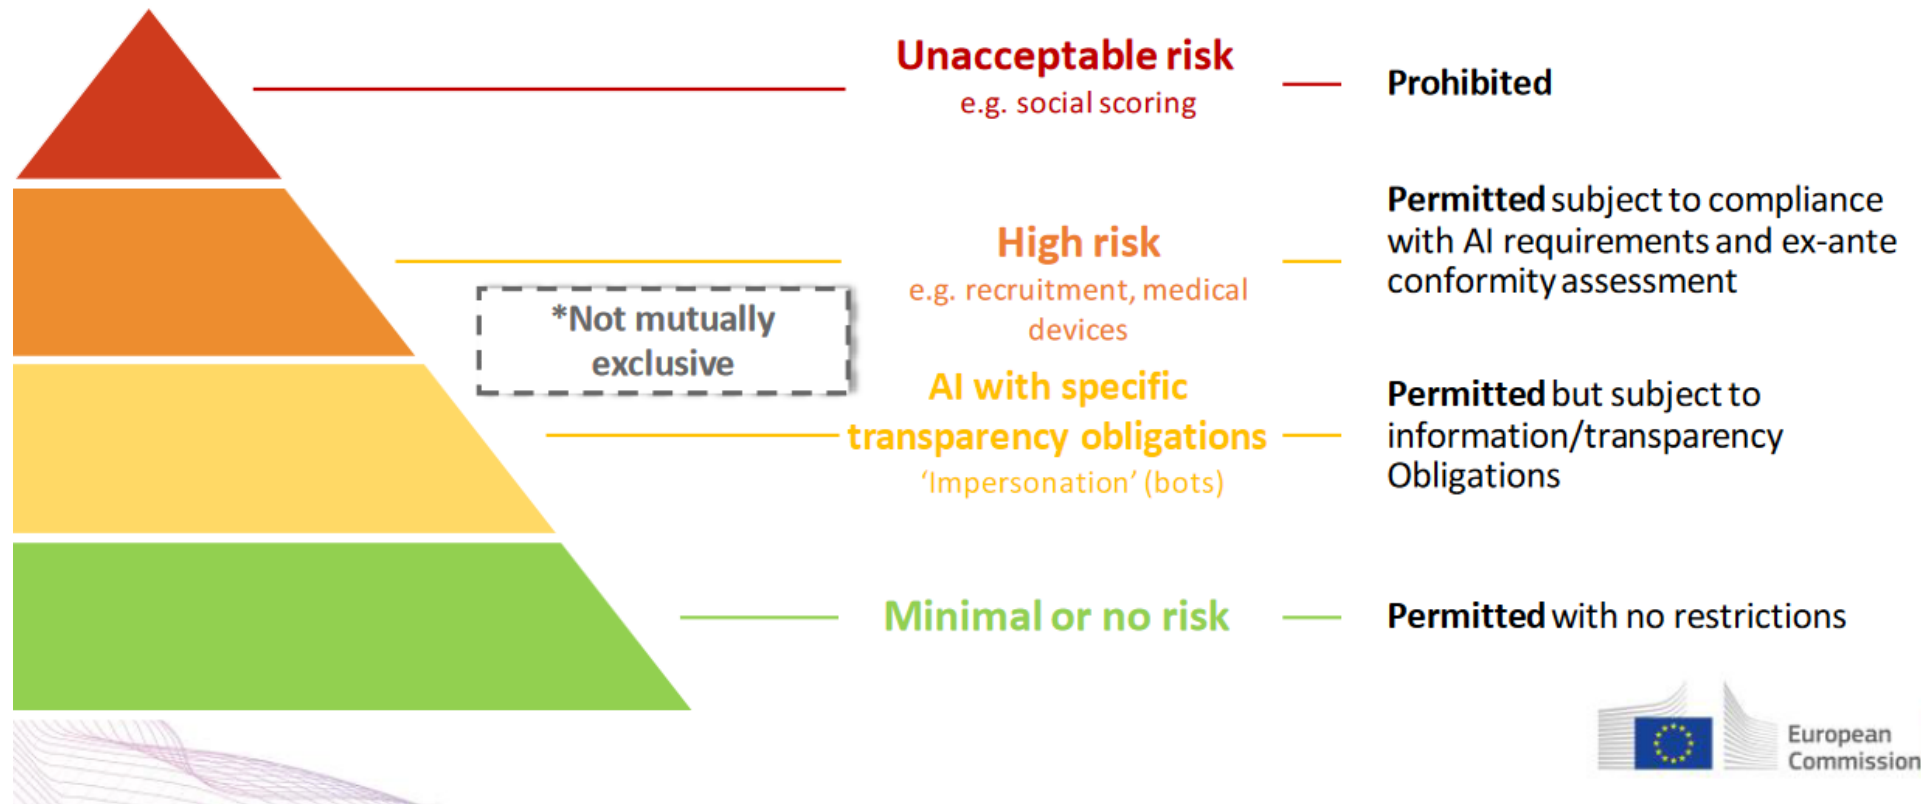 Unacceptable risk
e.g. social scoring
Prohibited
High risk
e.g. recruitment, medical
devices
Permitted subject to compliance
with AI requirements and ex-ante
conformity assessment
*Not mutually
exclusive
AI with specific
transparency obligations
‘Impersonation’ (bots)
Permitted but subject to
information/transparency
Obligations
Minimal or no risk
Permitted with no restrictions
European
Commission